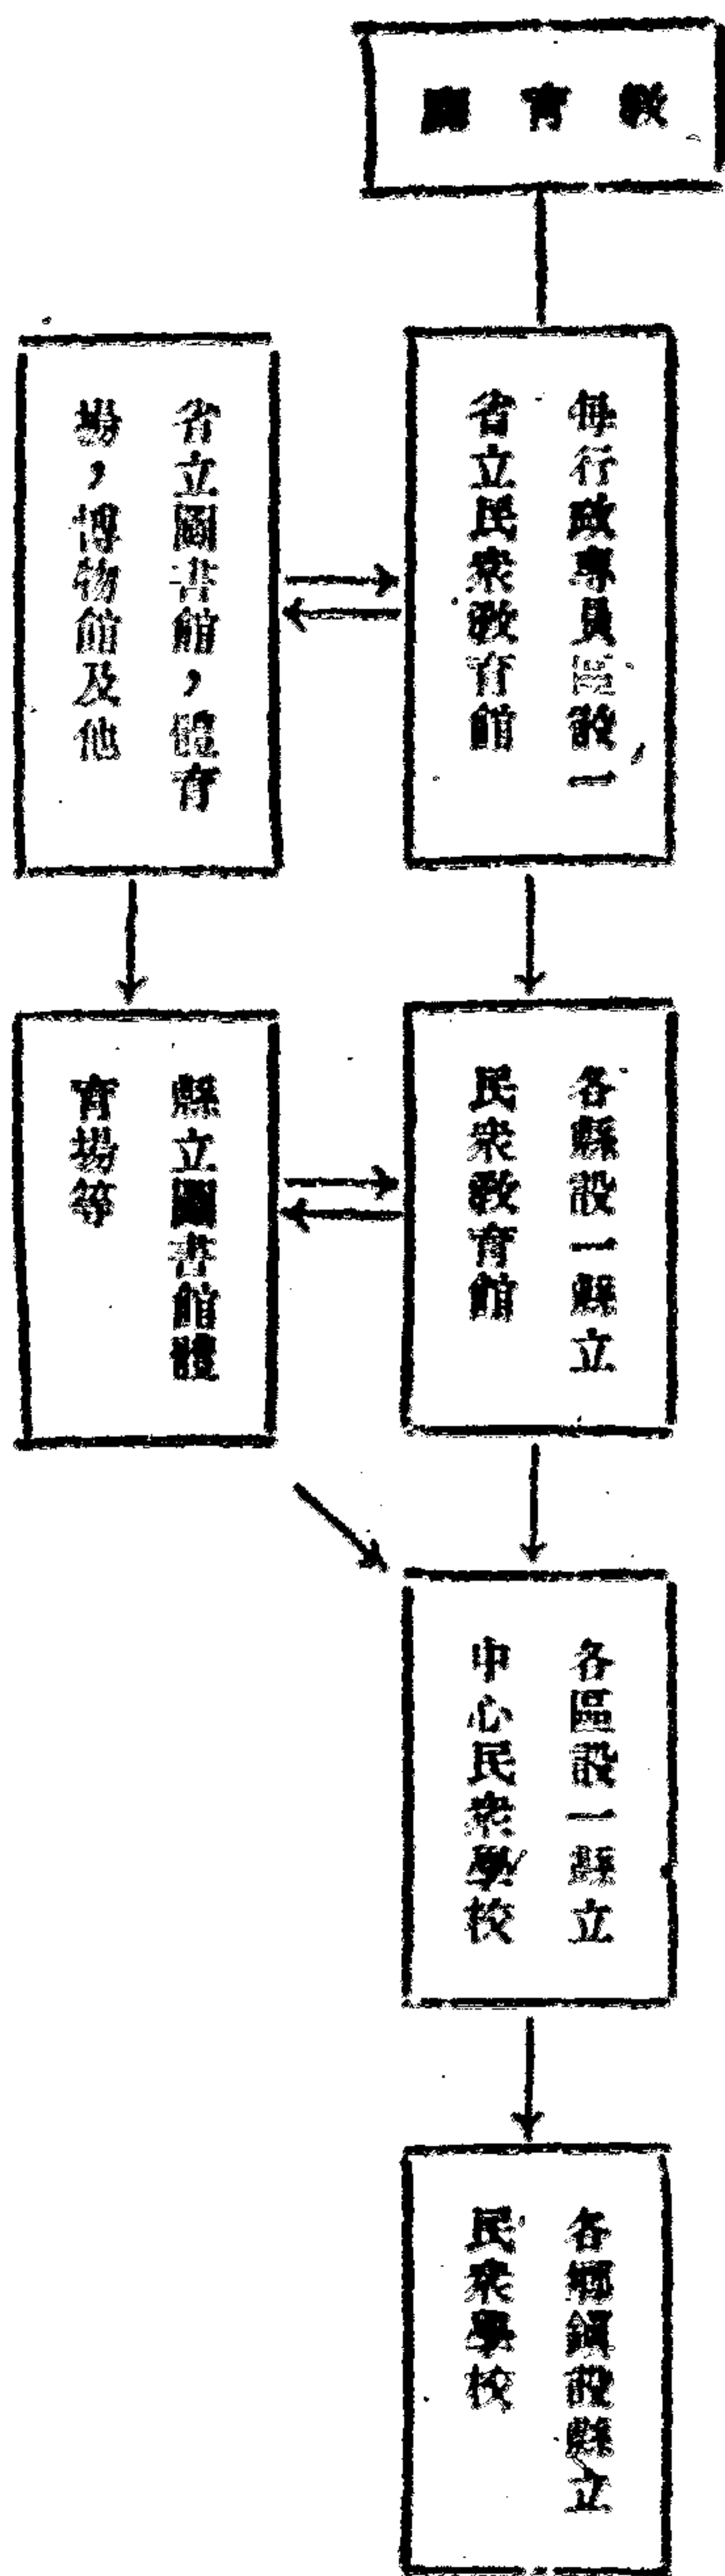 教育廳
每行政專員區設一
省立民衆教育館
省立圖書館，體育
場，博物館及他
各縣設一縣立
民衆教育館
縣立圖書館體
育場等
各區設一縣立
中心民衆學校
各鄉鎭設縣立
民衆學校